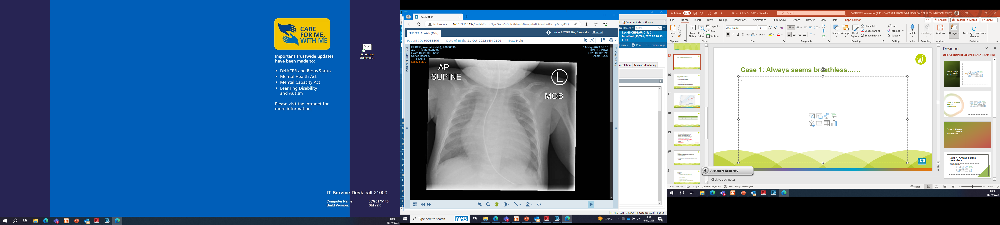 CARE
FOR ME,
WITH ME
Important Trustwide updates
have been made to:
• DNACPR and Resus Status
• Mental Health Act
• Mental Capacity Act
• Learning Disability
and Autism
Please visit the Intranet for
more information.
RE_ Healthy
Steps Progr...
IT Service Desk call 21000
Computer Name: 5CG0175146
Build Version: Std v2.0
16:56
16/10/2023
Vue Motion
Not secure
MURERI, Azariah (Mstr)
Hello BATTERSBY, Alexandra Sign out
Patient ID: 90088596 Date of Birth: 21-Oct-2022 (6M 21D) Sex: Male
Patient History (22)
Patient Reports
MURERI, Azariah (Mstr), 90088596
Acc: RTD5020678236
Exam Desc: XR Chest
Series Desc: AP
1 - 1 (ALL)
Lossy (1:19)
11-May-2023 06:15
RVI HOSPITAL
C:2048 W:4096
Zoom: 55%
AP
SUPINE
L
MOB
Communicate iAware
Recent MRN
Loc:GNCHPEAU; C17; 01
Inpatient [15/Oct/2023 20:20:45 ...
EDD:
Print 2 minutes ago
Glucose Monitoring
N1PRD BATTERSBYA 16 October 2023 16:56 BST
Type here to search
NHS
GBP...
16:56
16/10/2023
AutoSave On
Bronchiolitis Oct 2023 • Saved
Search
BATTERSBY, Alexandra (THE NEWCASTLE UPON TYNE HOSPITALS NHS FOUNDATION TRUST)
File Home Insert Draw Design Transitions Animations Slide Show Record Review View Help Shape Format
Record Present in Teams Share
Paste
New
Slide
Reuse
Slides
Layout
Reset
Section
Arial (Body) 16
Shapes Arrange Quick
Styles
Shape Fill
Shape Outline
Shape Effects
Find
Replace
Select
Dictate
Sensitivity
Add-ins
Designer
Meeting Documents
Manager
Clipboard Slides Font Paragraph Drawing Editing Voice Sensitivity Add-ins Decisions
15
16
17
18
19
20
21
Case 1: Always seems breathless......
iCS
Alexandra Battersby
Click to add notes
Designer
Stop suggesting ideas until I restart PowerPoint.
Case 1: Always
seems
breathless......
Case 1: Always
seems
breathless......
Case 1: Always
seems
breathless......
Case 1: Always seems
breathless......
Slide 15 of 30 English (United Kingdom) Accessibility: Investigate
Notes
110%
16:56
16/10/2023